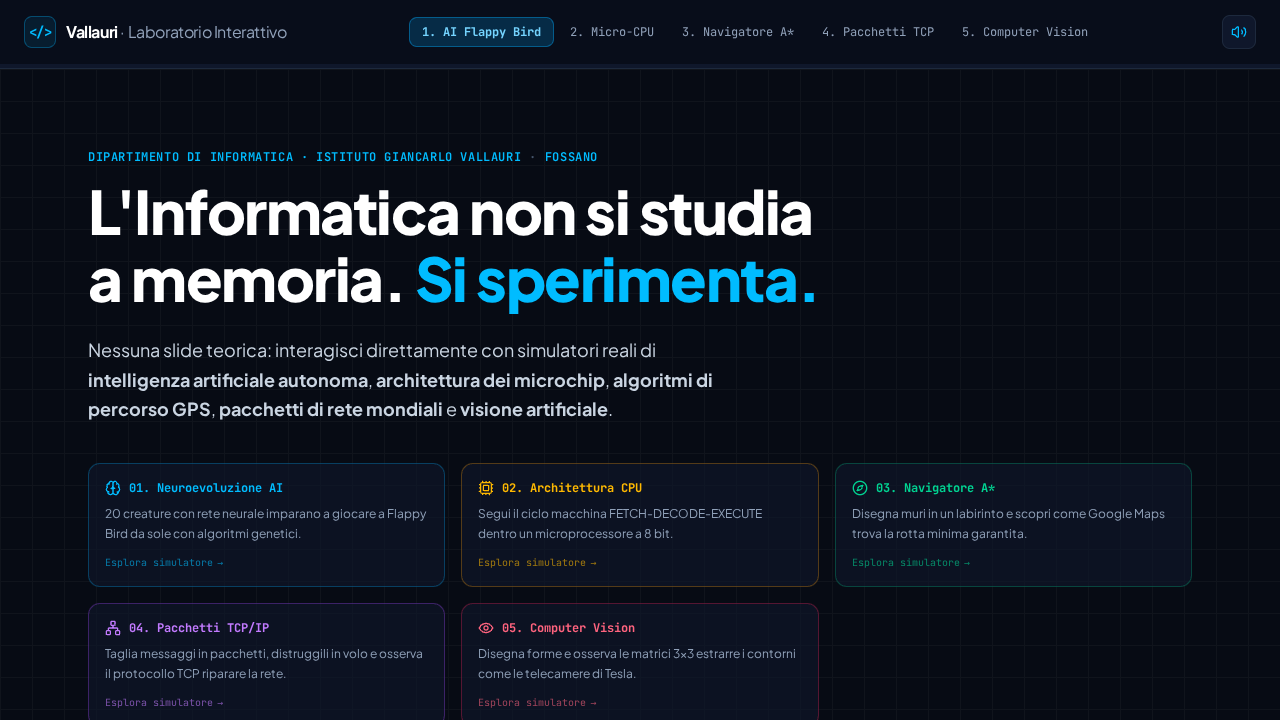 </> Vallauri · Laboratorio Interattivo
1. AI Flappy Bird
2. Micro-CPU
3. Navigatore A*
4. Pacchetti TCP
5. Computer Vision
DIPARTIMENTO DI INFORMATICA · ISTITUTO GIANCARLO VALLAURI · FOSSANO
L'Informatica non si studia
a memoria. Si sperimenta.
Nessuna slide teorica: interagisci direttamente con simulatori reali di
intelligenza artificiale autonoma, architettura dei microchip, algoritmi di
percorso GPS, pacchetti di rete mondiali e visione artificiale.
01. Neuroevoluzione AI
20 creature con rete neurale imparano a giocare a Flappy
Bird da sole con algoritmi genetici.
Esplora simulatore →
02. Architettura CPU
Segui il ciclo macchina FETCH-DECODE-EXECUTE
dentro un microprocessore a 8 bit.
Esplora simulatore →
03. Navigatore A*
Disegna muri in un labirinto e scopri come Google Maps
trova la rotta minima garantita.
Esplora simulatore →
04. Pacchetti TCP/IP
Taglia messaggi in pacchetti, distruggili in volo e osserva
il protocollo TCP riparare la rete.
Esplora simulatore →
05. Computer Vision
Disegna forme e osserva le matrici 3×3 estrarre i contorni
come le telecamere di Tesla.
Esplora simulatore →